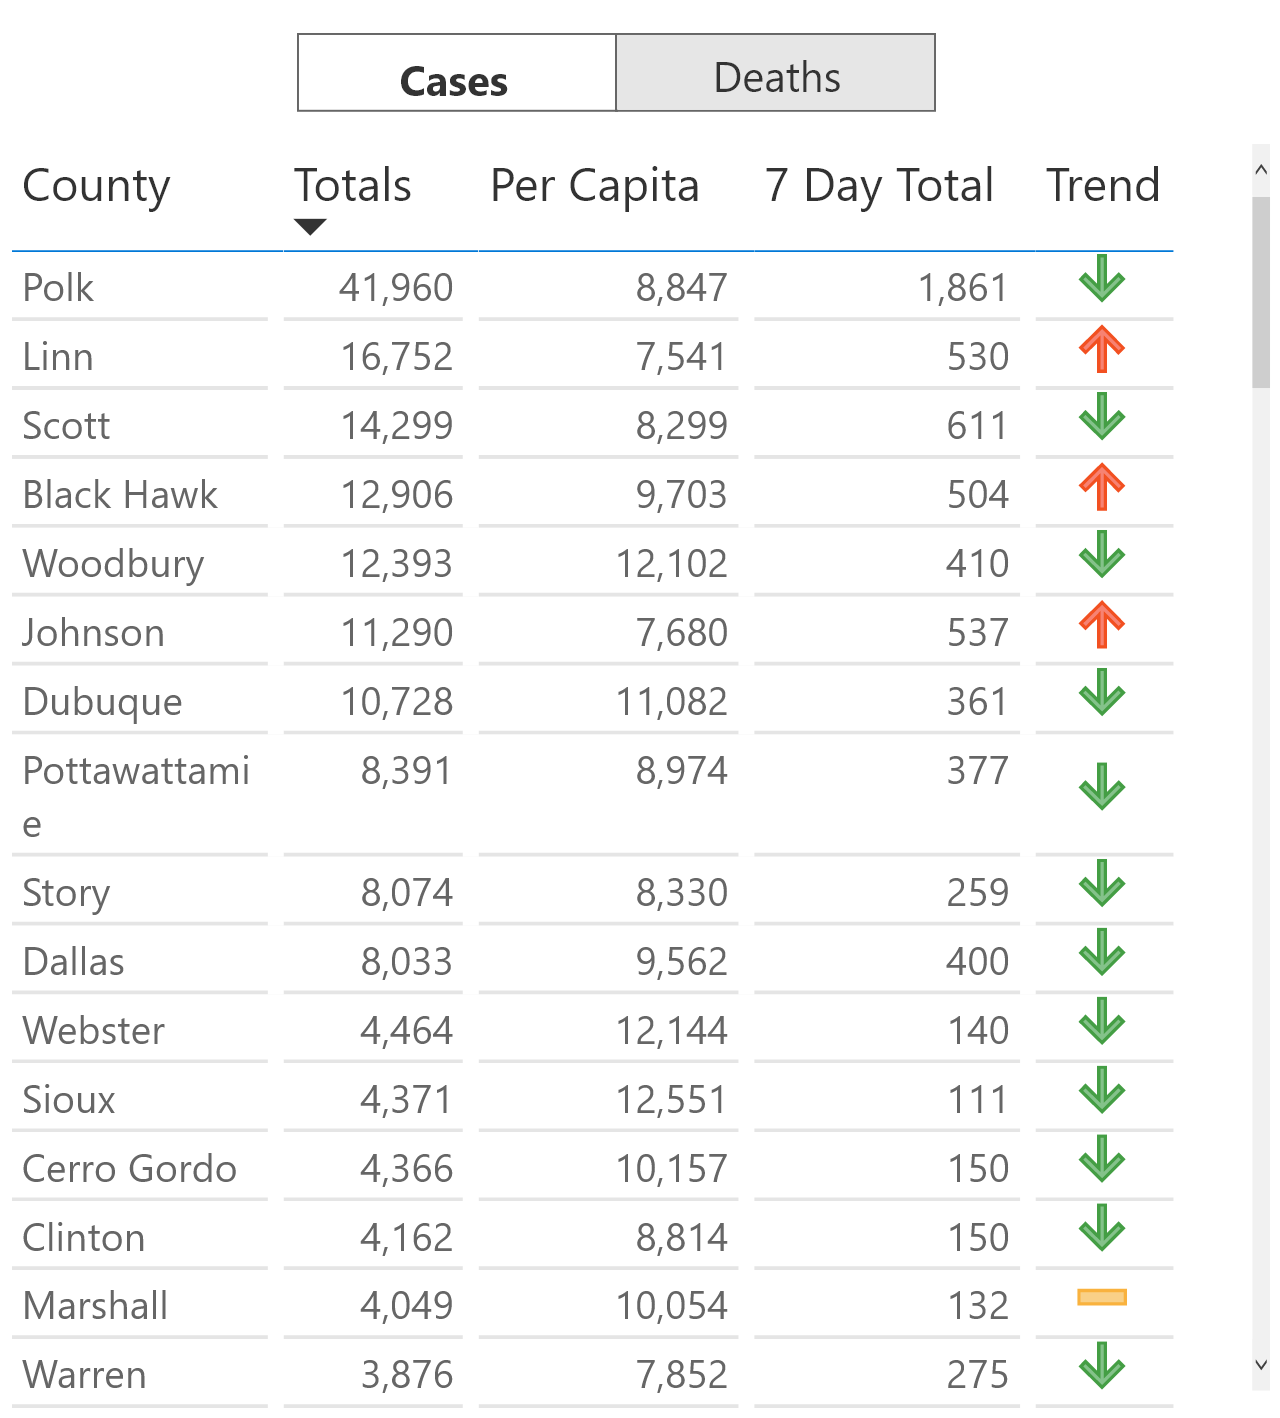 Cases Deaths
County Totals Per Capita 7 Day Total Trend
Polk 41,960 8,847 1,861
Linn 16,752 7,541 530
Scott 14,299 8,299 611
Black Hawk 12,906 9,703 504
Woodbury 12,393 12,102 410
Johnson 11,290 7,680 537
Dubuque 10,728 11,082 361
Pottawattami 8,391 8,974 377
e
Story 8,074 8,330 259
Dallas 8,033 9,562 400
Webster 4,464 12,144 140
Sioux 4,371 12,551 111
Cerro Gordo 4,366 10,157 150
Clinton 4,162 8,814 150
Marshall 4,049 10,054 132
Warren 3,876 7,852 275